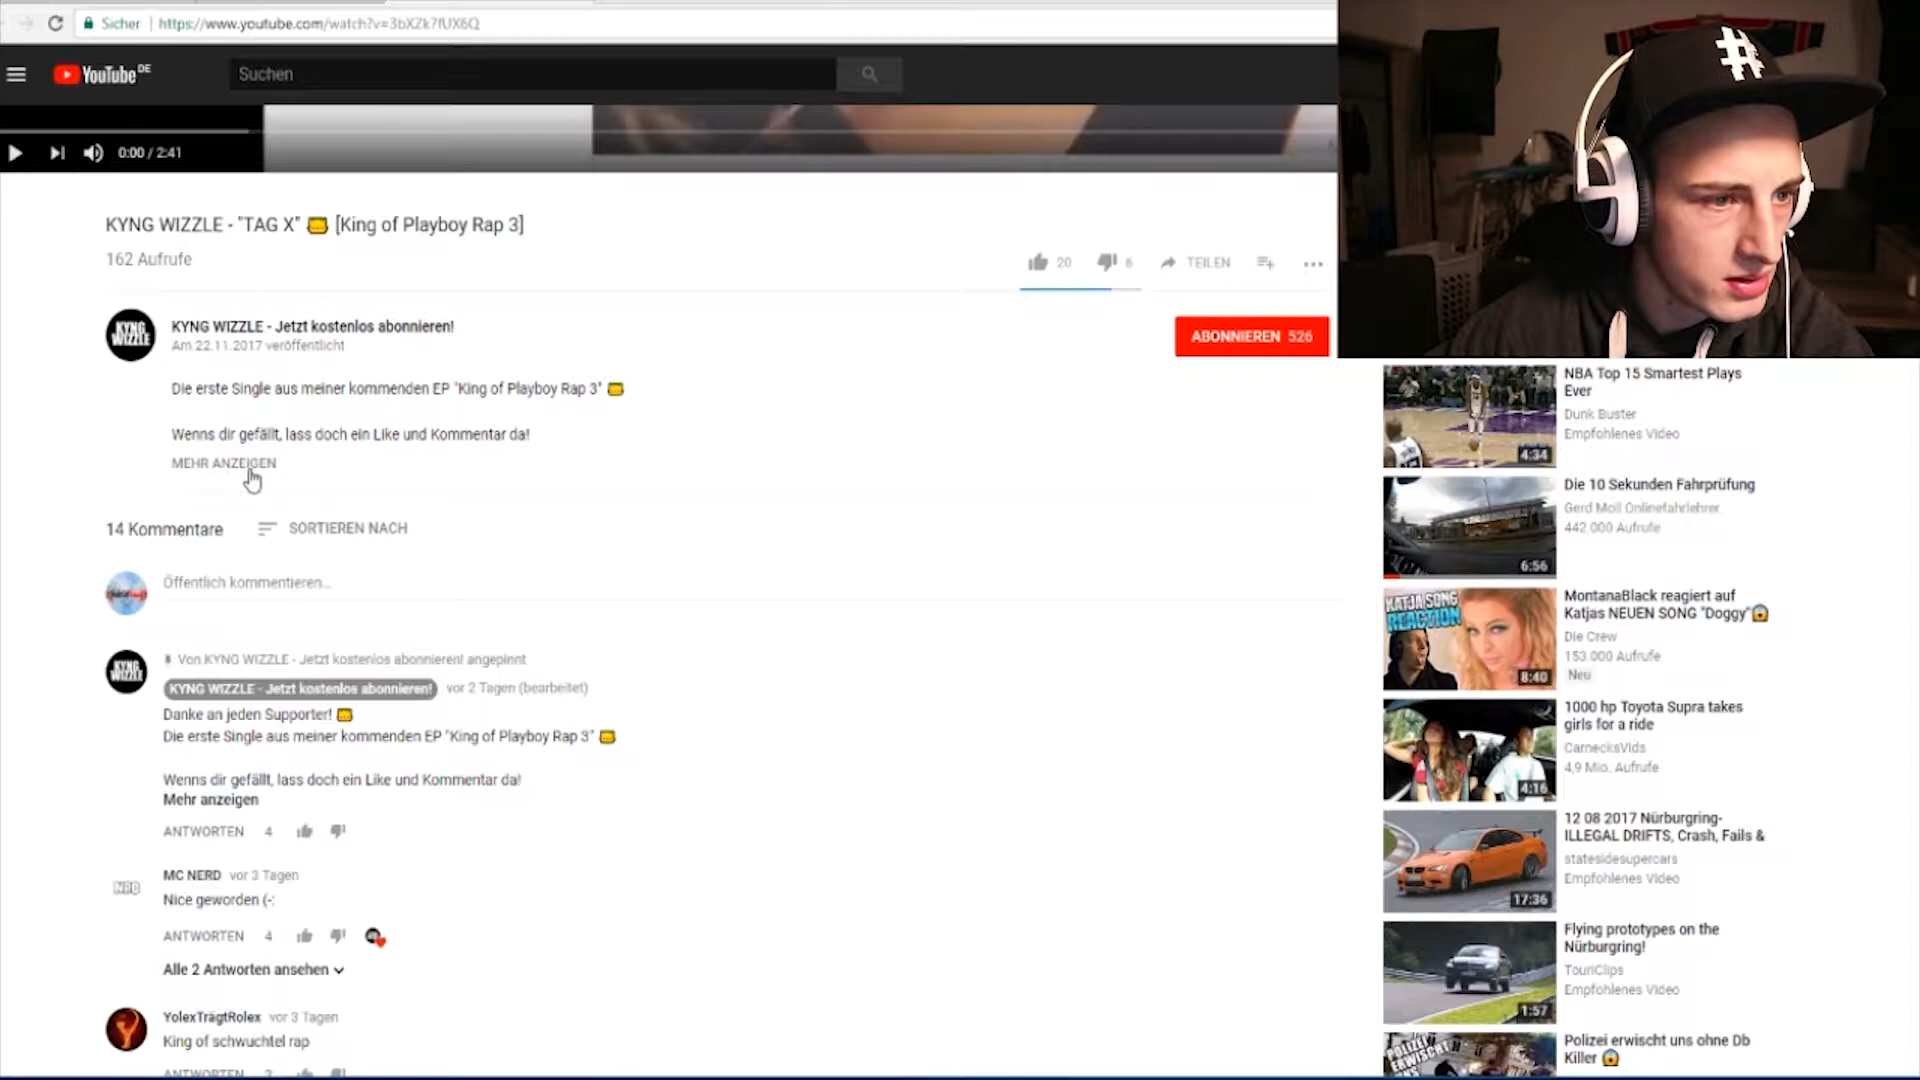 Sicher | https://www.youtube.com/watch?v=3bXZk7fUX6Q
YouTube DE
Suchen
0:00 / 2:41
KYNG WIZZLE - "TAG X" [King of Playboy Rap 3]
162 Aufrufe
20
6
TEILEN
KYNG WIZZLE
KYNG WIZZLE - Jetzt kostenlos abonnieren!
Am 22.11.2017 veröffentlicht
ABONNIEREN 526
Die erste Single aus meiner kommenden EP "King of Playboy Rap 3"
Wenns dir gefällt, lass doch ein Like und Kommentar da!
MEHR ANZEIGEN
14 Kommentare
SORTIEREN NACH
Öffentlich kommentieren...
KYNG WIZZLE
Von KYNG WIZZLE - Jetzt kostenlos abonnieren! angepinnt
KYNG WIZZLE - Jetzt kostenlos abonnieren! vor 2 Tagen (bearbeitet)
Danke an jeden Supporter!
Die erste Single aus meiner kommenden EP "King of Playboy Rap 3"
Wenns dir gefällt, lass doch ein Like und Kommentar da!
Mehr anzeigen
ANTWORTEN 4
MC NERD vor 3 Tagen
Nice geworden (-:
ANTWORTEN 4
Alle 2 Antworten ansehen
YolexTrägtRolex vor 3 Tagen
King of schwuchtel rap
ANTWORTEN
#
NBA Top 15 Smartest Plays
Ever
Dunk Buster
Empfohlenes Video
4:34
Die 10 Sekunden Fahrprüfung
Gerd Moll Onlinefahrlehrer
442.000 Aufrufe
6:56
KATJA SONG
REACTION
8:40
MontanaBlack reagiert auf
Katjas NEUEN SONG "Doggy"
Die Crew
153.000 Aufrufe
Neu
1000 hp Toyota Supra takes
girls for a ride
CarnecksVids
4,9 Mio. Aufrufe
4:16
12 08 2017 Nürburgring-
ILLEGAL DRIFTS, Crash, Fails &
statesidesupercars
Empfohlenes Video
17:36
Flying prototypes on the
Nürburgring!
TouriClips
Empfohlenes Video
1:57
POLIZEI
ERWISCHT
Polizei erwischt uns ohne Db
Killer